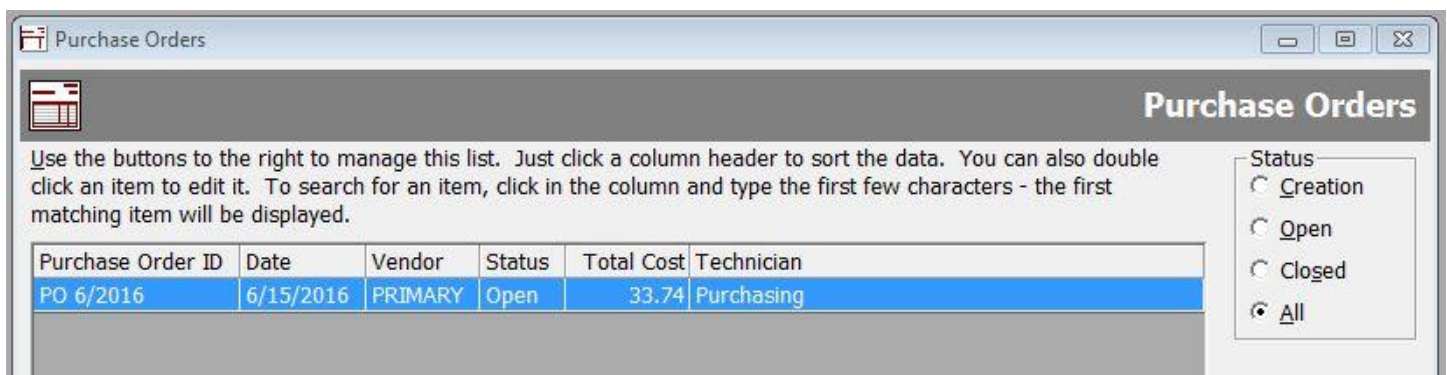 Purchase Orders
Purchase Orders
Use the buttons to the right to manage this list. Just click a column header to sort the data. You can also double
click an item to edit it. To search for an item, click in the column and type the first few characters - the first
matching item will be displayed.
Status
Creation
Open
Closed
All
Purchase Order ID Date Vendor Status Total Cost Technician
PO 6/2016 6/15/2016 PRIMARY Open 33.74 Purchasing